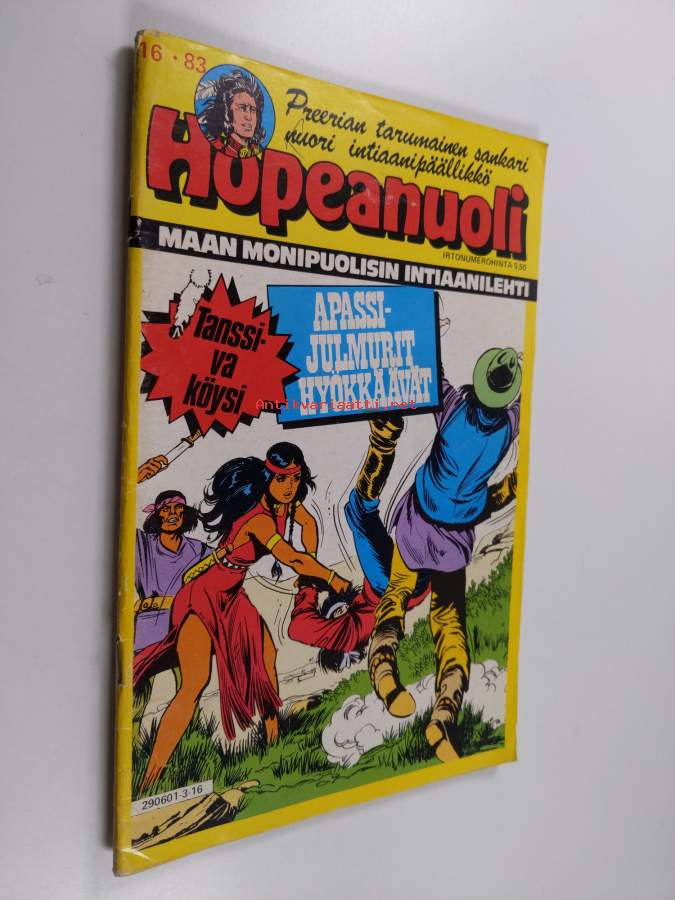 16 · 83
Preerian tarumainen sankari
nuori intiaanipäällikkö
Hopeanuoli
IRTONUMEROHINTA 5,50
MAAN MONIPUOLISIN INTIAANILEHTI
Tanssi-
va
köysi
APASSI-
JULMURIT
HYÖKKÄÄVÄT
Antikvariaatti.net
290601-3-16